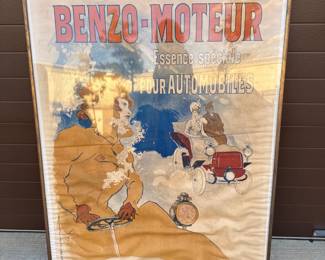 BENZO-MOTEUR
Essence spéciale
POUR AUTOMOBILES